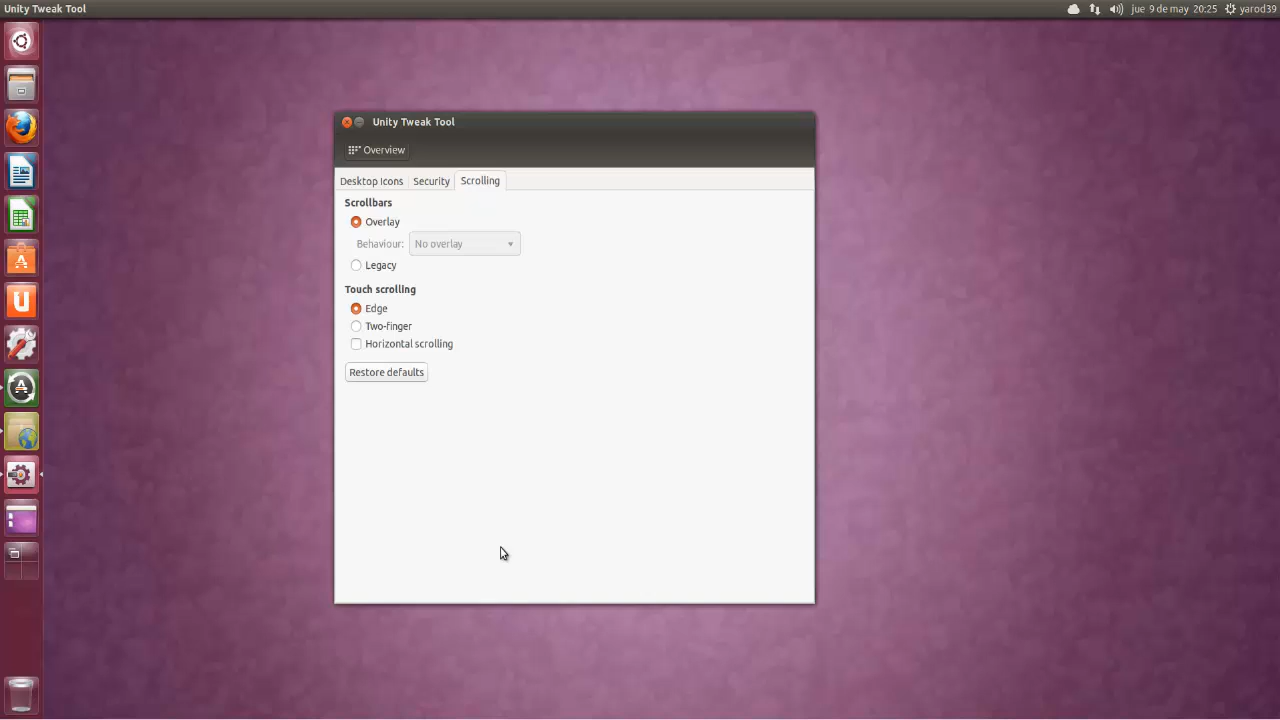 Unity Tweak Tool
jue 9 de may 20:25 yarod39
Unity Tweak Tool
Overview
Desktop Icons Security Scrolling
Scrollbars
Overlay
Behaviour: No overlay
Legacy
Touch scrolling
Edge
Two-finger
Horizontal scrolling
Restore defaults